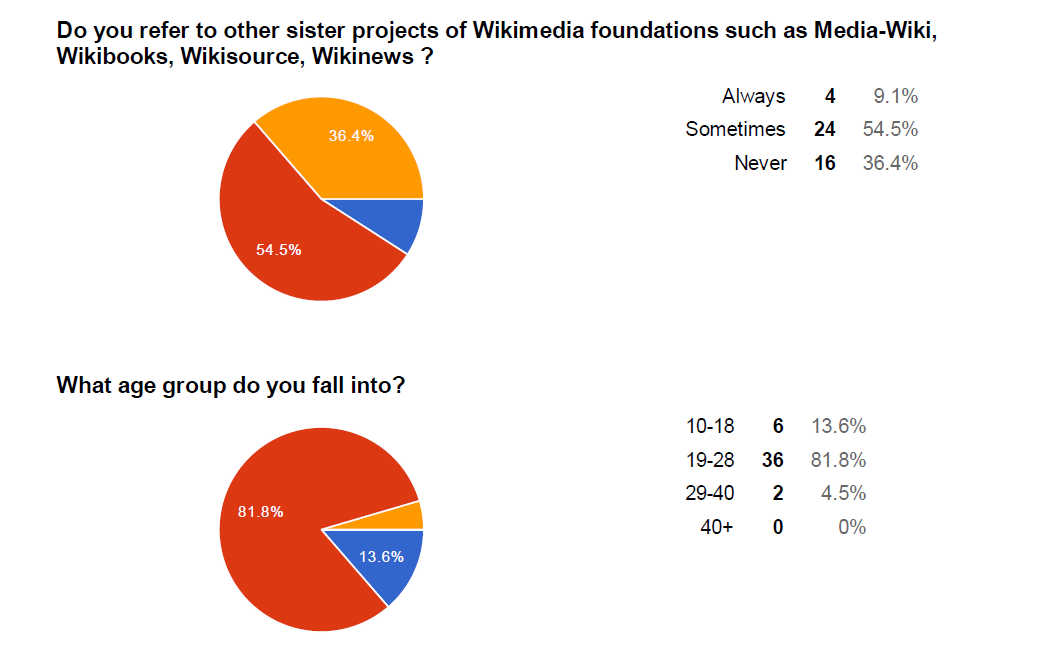 Do you refer to other sister projects of Wikimedia foundations such as Media-Wiki,
Wikibooks, Wikisource, Wikinews ?
36.4%
54.5%
Always 4 9.1%
Sometimes 24 54.5%
Never 16 36.4%
What age group do you fall into?
81.8%
13.6%
10-18 6 13.6%
19-28 36 81.8%
29-40 2 4.5%
40+ 0 0%